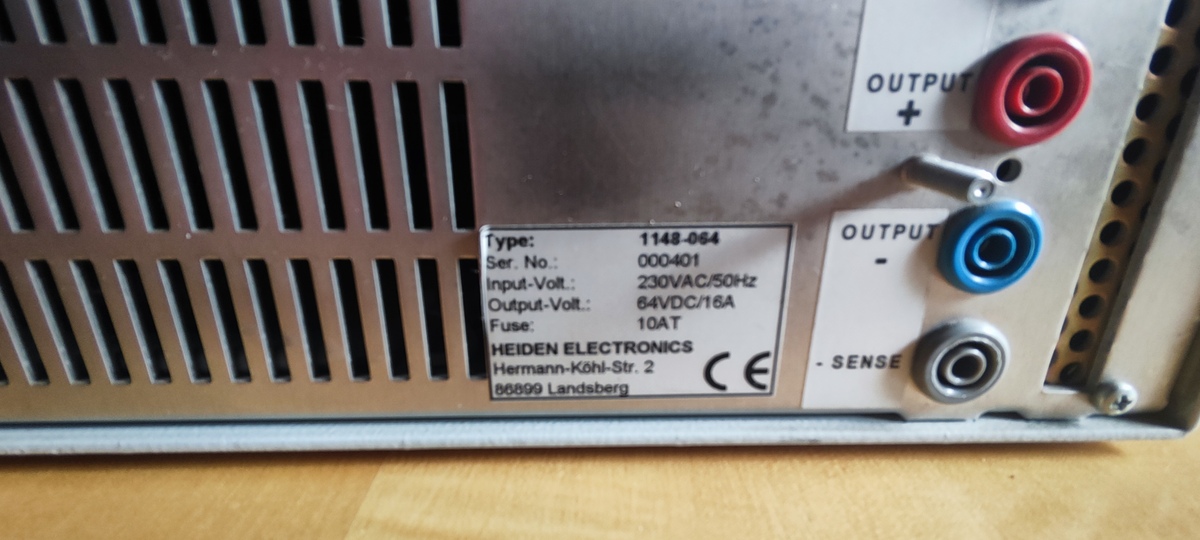 OUTPUT
+
OUTPUT
-
- SENSE
Type: 1148-064
Ser. No.: 000401
Input-Volt.: 230VAC/50Hz
Output-Volt.: 64VDC/16A
Fuse: 10AT
HEIDEN ELECTRONICS
Hermann-Köhl-Str. 2
86899 Landsberg
CE